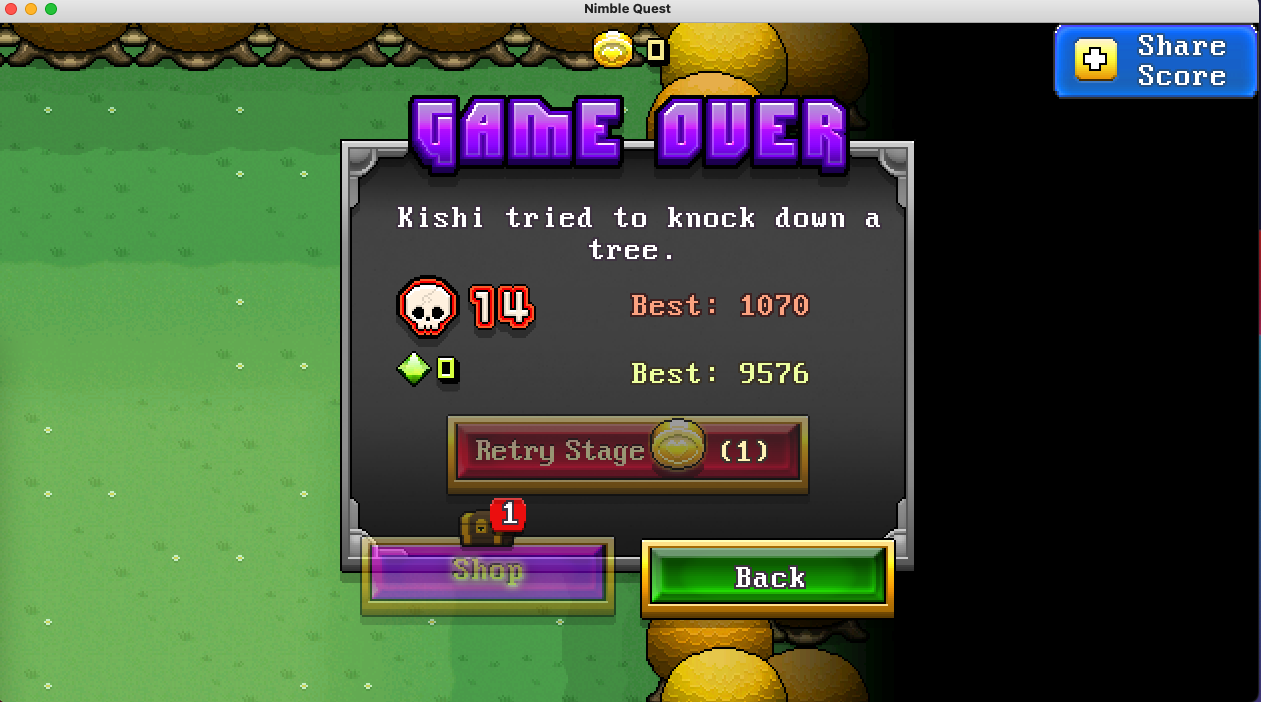 Nimble Quest
0
Share
Score
GAME OVER
Kishi tried to knock down a
tree.
14
Best: 1070
0
Best: 9576
Retry Stage (1)
1
Shop
Back